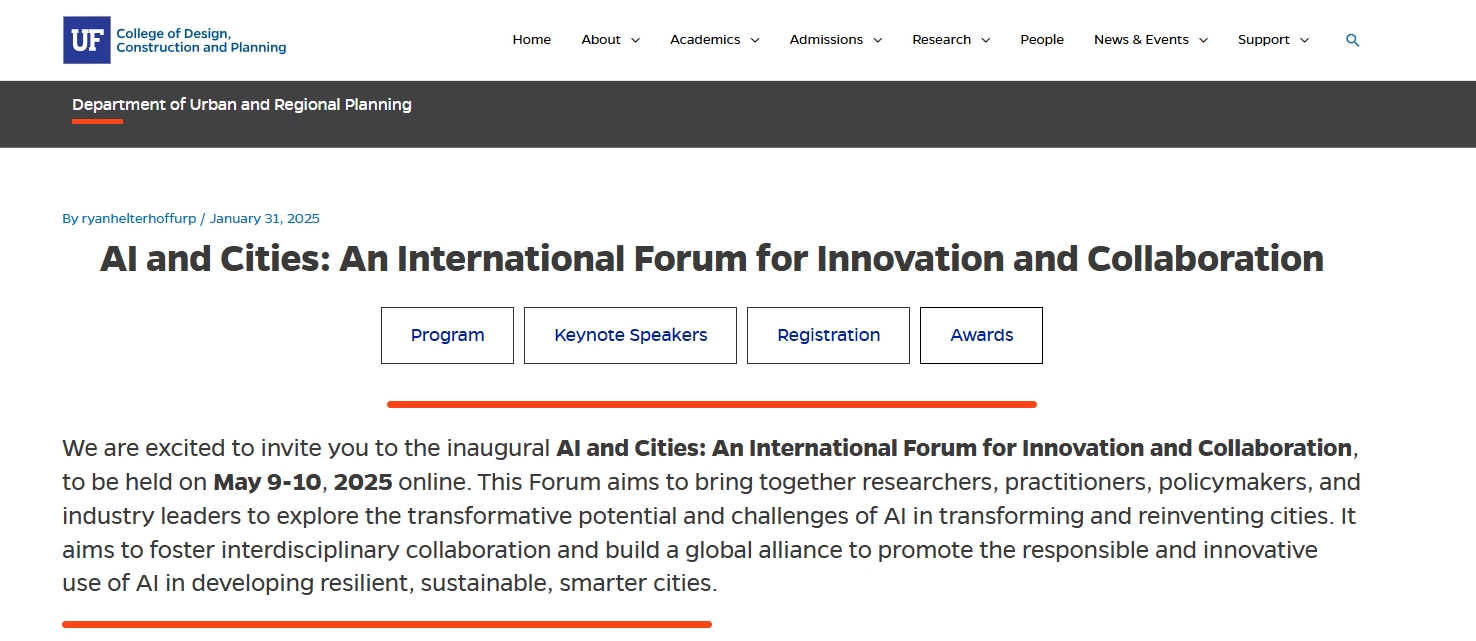 UF
College of Design,
Construction and Planning
Home About Academics Admissions Research People News & Events Support
Department of Urban and Regional Planning
By ryanhelterhoffurp / January 31, 2025
AI and Cities: An International Forum for Innovation and Collaboration
Program Keynote Speakers Registration Awards
We are excited to invite you to the inaugural AI and Cities: An International Forum for Innovation and Collaboration,
to be held on May 9-10, 2025 online. This Forum aims to bring together researchers, practitioners, policymakers, and
industry leaders to explore the transformative potential and challenges of AI in transforming and reinventing cities. It
aims to foster interdisciplinary collaboration and build a global alliance to promote the responsible and innovative
use of AI in developing resilient, sustainable, smarter cities.